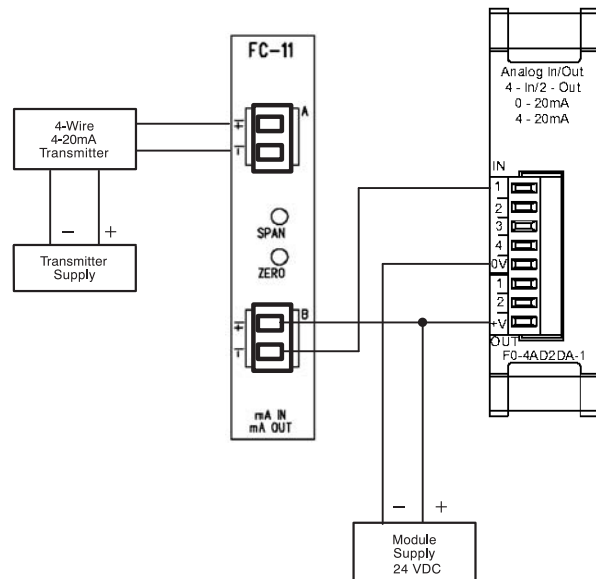 FC-11
A
+
-
SPAN
ZERO
B
+
-
mA IN
mA OUT
4-Wire
4-20mA
Transmitter
- +
Transmitter
Supply
Analog In/Out
4 - In/2 - Out
0 - 20mA
4 - 20mA
IN
1
2
3
4
0V
1
2
+V
OUT
F0-4AD2DA-1
- +
Module
Supply
24 VDC